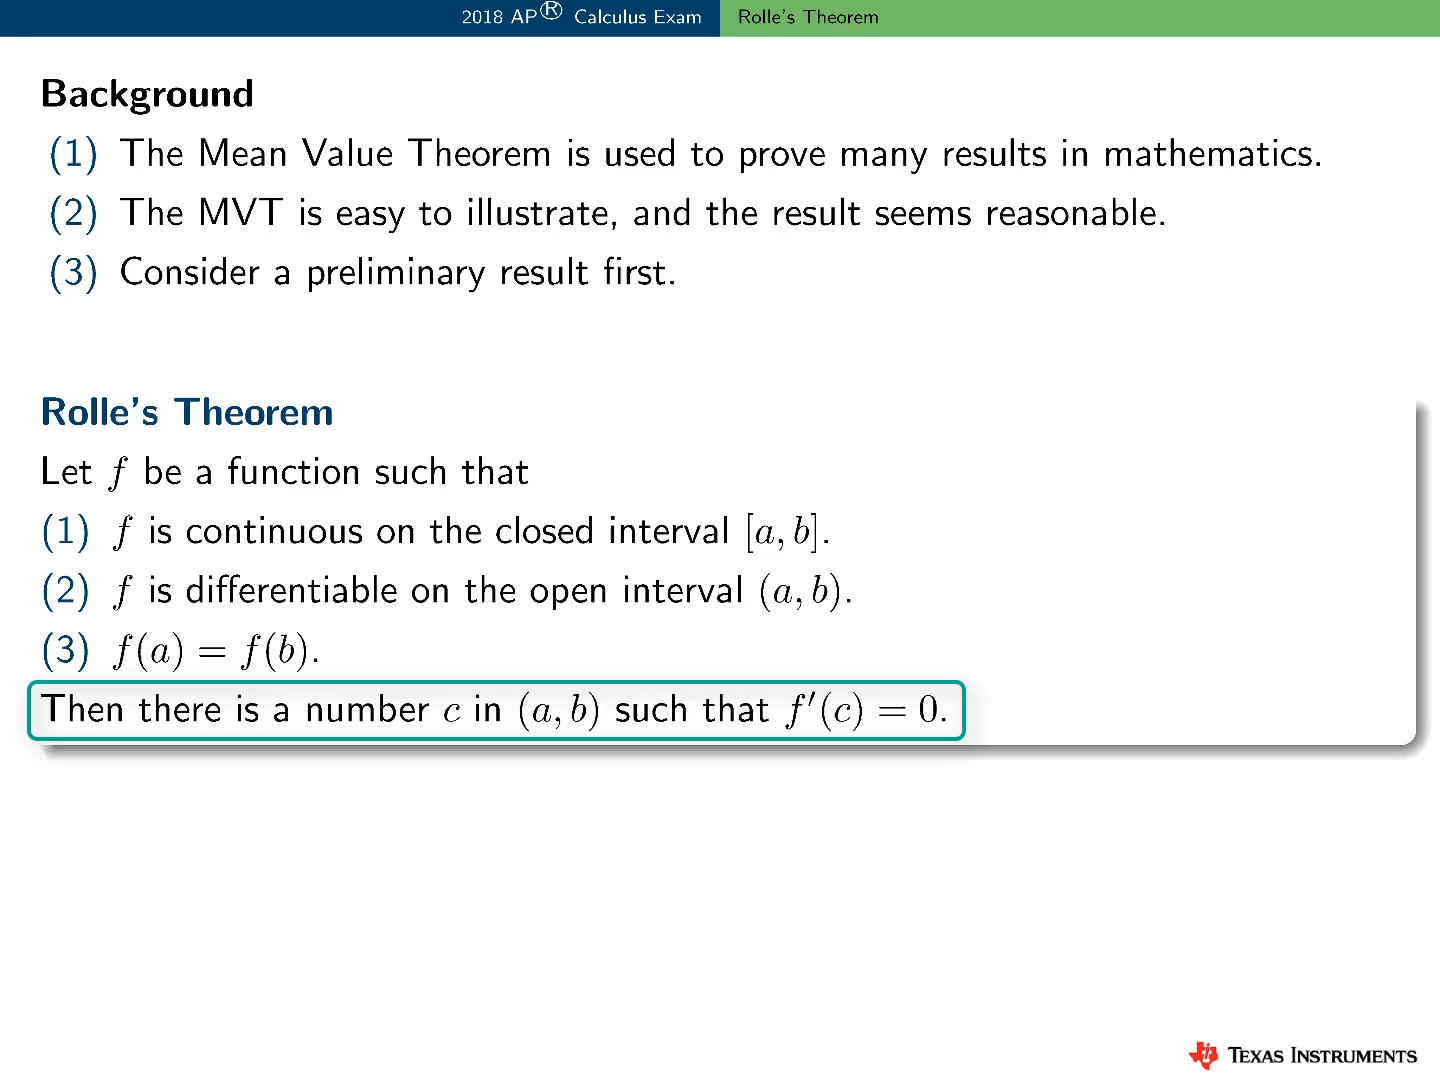 2018 AP® Calculus Exam
Rolle's Theorem
Background
(1) The Mean Value Theorem is used to prove many results in mathematics.
(2) The MVT is easy to illustrate, and the result seems reasonable.
(3) Consider a preliminary result first.
Rolle's Theorem
Let f be a function such that
(1) f is continuous on the closed interval [a, b].
(2) f is differentiable on the open interval (a, b).
(3) f(a) = f(b).
Then there is a number c in (a, b) such that f′(c) = 0.
TEXAS INSTRUMENTS